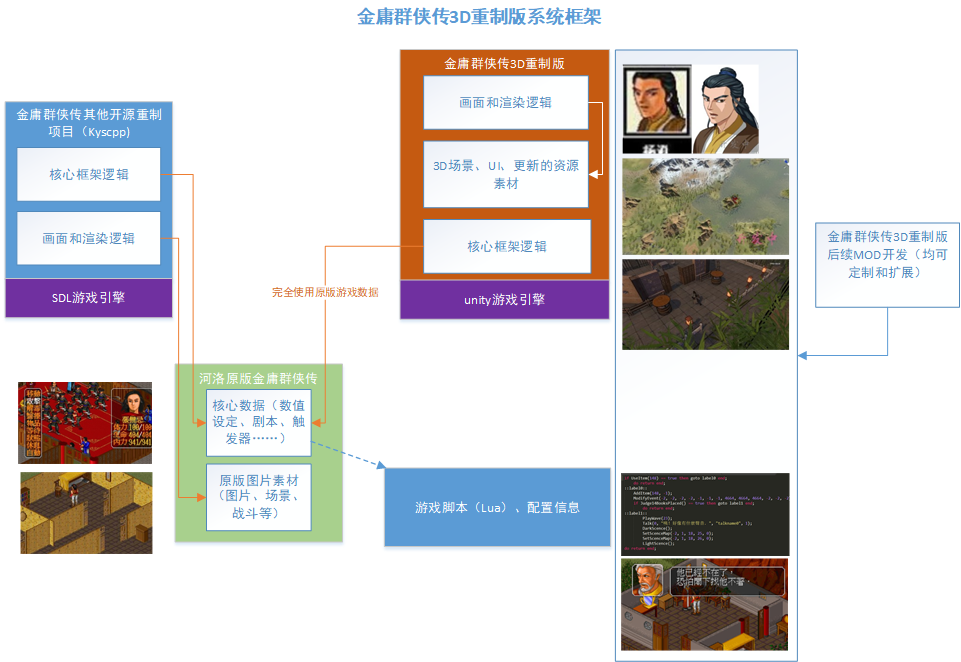 金庸群侠传3D重制版系统框架
金庸群侠传其他开源重制
项目（Kyscpp)
核心框架逻辑
画面和渲染逻辑
SDL游戏引擎
金庸群侠传3D重制版
画面和渲染逻辑
3D场景、UI、更新的资源
素材
核心框架逻辑
unity游戏引擎
完全使用原版游戏数据
河洛原版金庸群侠传
核心数据（数值
设定、剧本、触
发器……）
原版图片素材
（图片、场景、
战斗等）
游戏脚本（Lua）、配置信息
金庸群侠传3D重制版
后续MOD开发（均可
定制和扩展）
他已經不在了，
恐怕閣下找他不著。